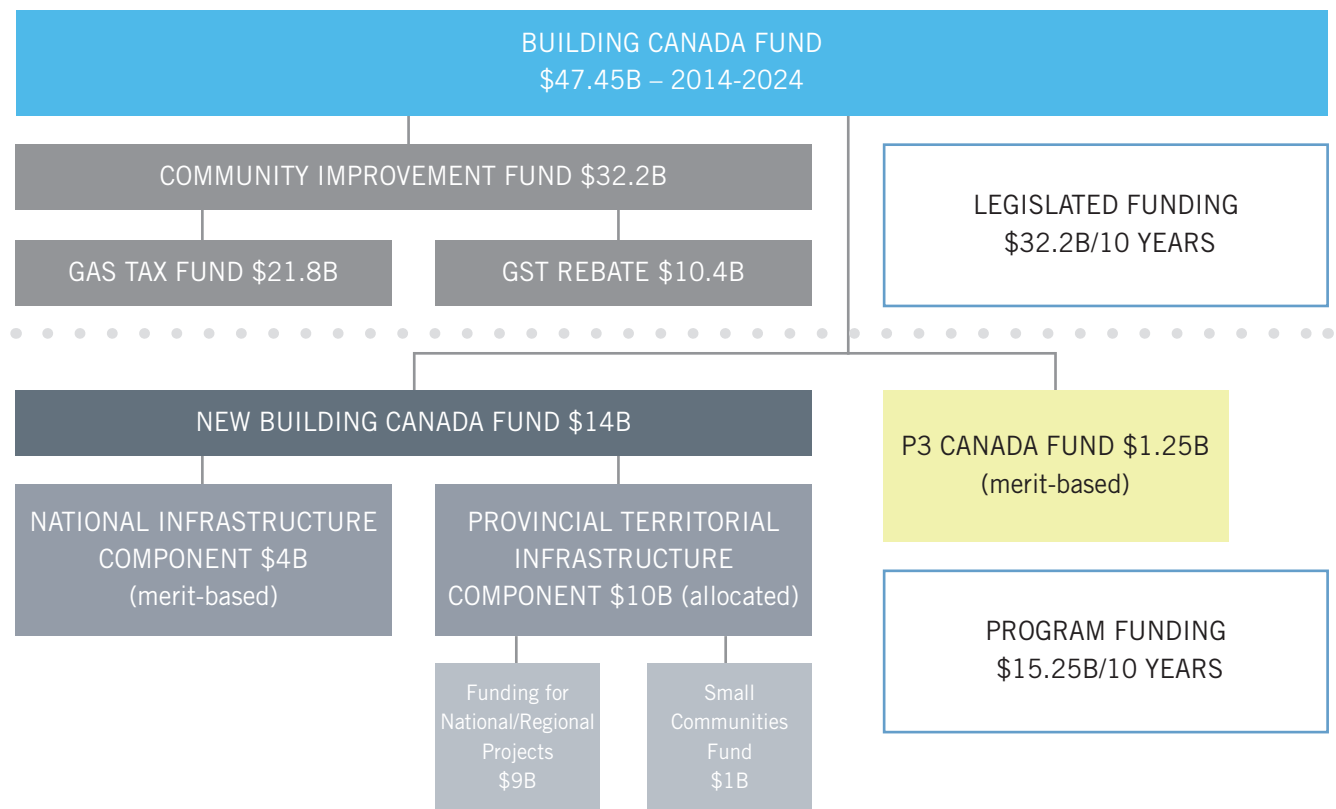 BUILDING CANADA FUND
$47.45B – 2014-2024
COMMUNITY IMPROVEMENT FUND $32.2B
GAS TAX FUND $21.8B
GST REBATE $10.4B
LEGISLATED FUNDING
$32.2B/10 YEARS
NEW BUILDING CANADA FUND $14B
P3 CANADA FUND $1.25B
(merit-based)
NATIONAL INFRASTRUCTURE
COMPONENT $4B
(merit-based)
PROVINCIAL TERRITORIAL
INFRASTRUCTURE
COMPONENT $10B (allocated)
Funding for
National/Regional
Projects
$9B
Small
Communities
Fund
$1B
PROGRAM FUNDING
$15.25B/10 YEARS